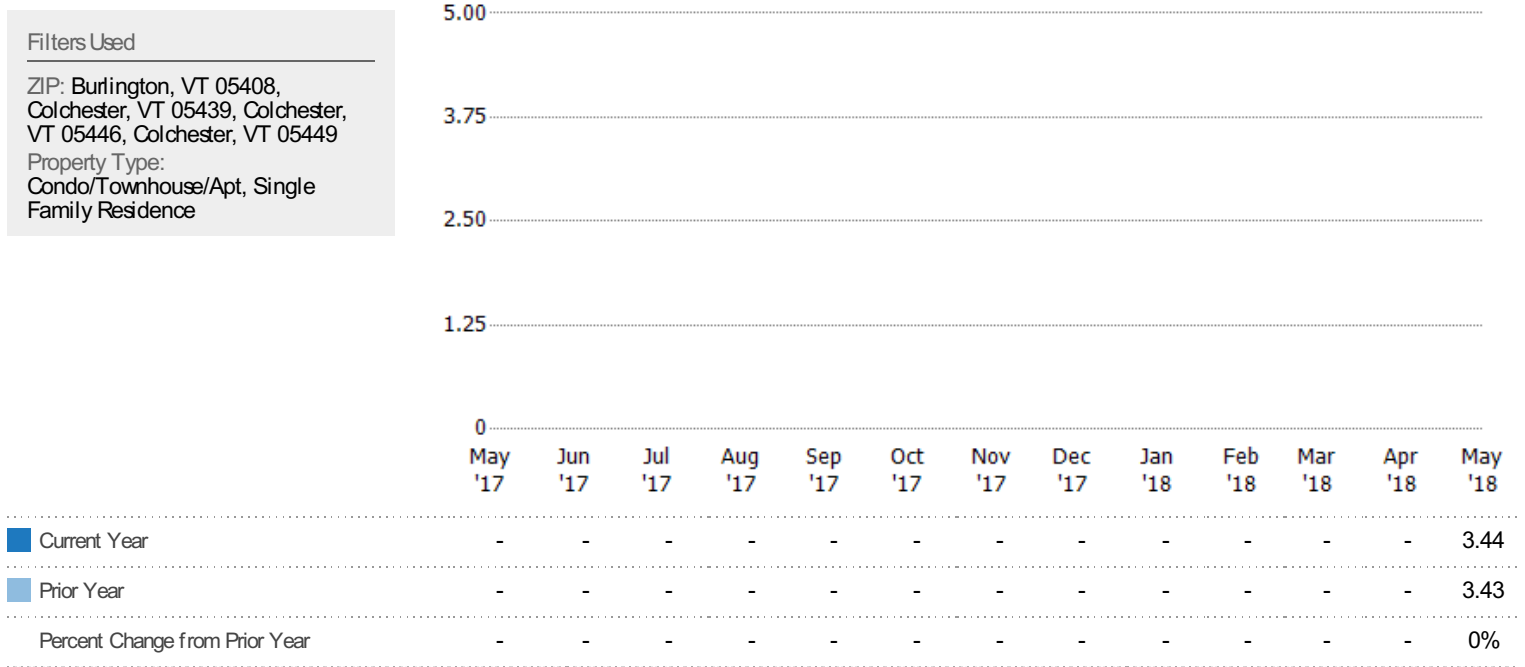 Filters Used
ZIP: Burlington, VT 05408,
Colchester, VT 05439, Colchester,
VT 05446, Colchester, VT 05449
Property Type:
Condo/Townhouse/Apt, Single
Family Residence
5.00
3.75
2.50
1.25
0
May Jun Jul Aug Sep Oct Nov Dec Jan Feb Mar Apr May
'17 '17 '17 '17 '17 '17 '17 '17 '18 '18 '18 '18 '18
Current Year - - - - - - - - - - - - 3.44
Prior Year - - - - - - - - - - - - 3.43
Percent Change from Prior Year - - - - - - - - - - - - 0%